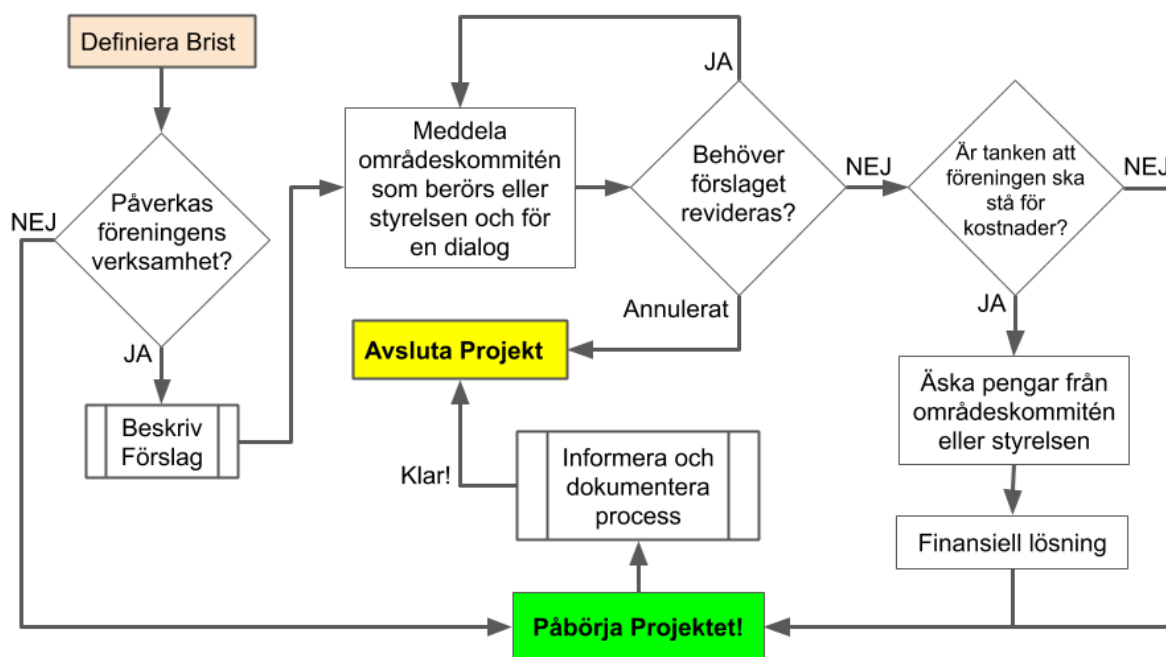 Definiera Brist
Påverkas
föreningens
verksamhet?
NEJ
JA
Beskriv
Förslag
Meddela
områdeskommitén
som berörs eller
styrelsen och för
en dialog
JA
Behöver
förslaget
revideras?
NEJ
Annulerat
Är tanken att
föreningen ska
stå för
kostnader?
NEJ
JA
Äska pengar från
områdeskommitén
eller styrelsen
Finansiell lösning
Avsluta Projekt
Klar!
Informera och
dokumentera
process
Påbörja Projektet!